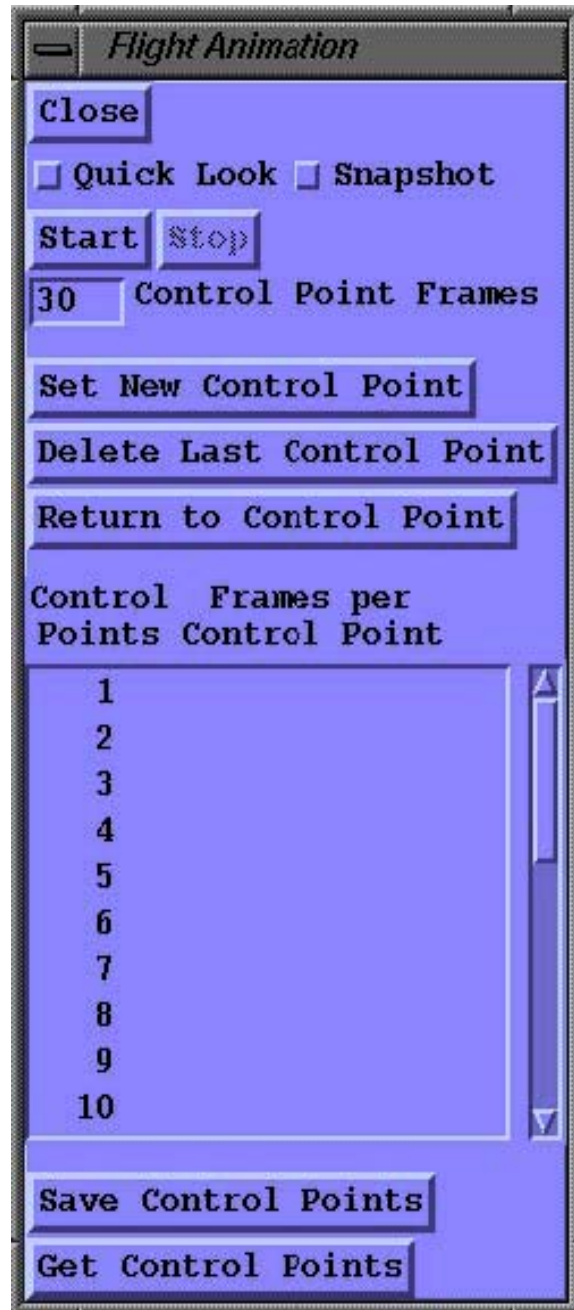 Flight Animation
Close
Quick Look Snapshot
Start Stop
30 Control Point Frames
Set New Control Point
Delete Last Control Point
Return to Control Point
Control Frames per
Points Control Point
1
2
3
4
5
6
7
8
9
10
Save Control Points
Get Control Points